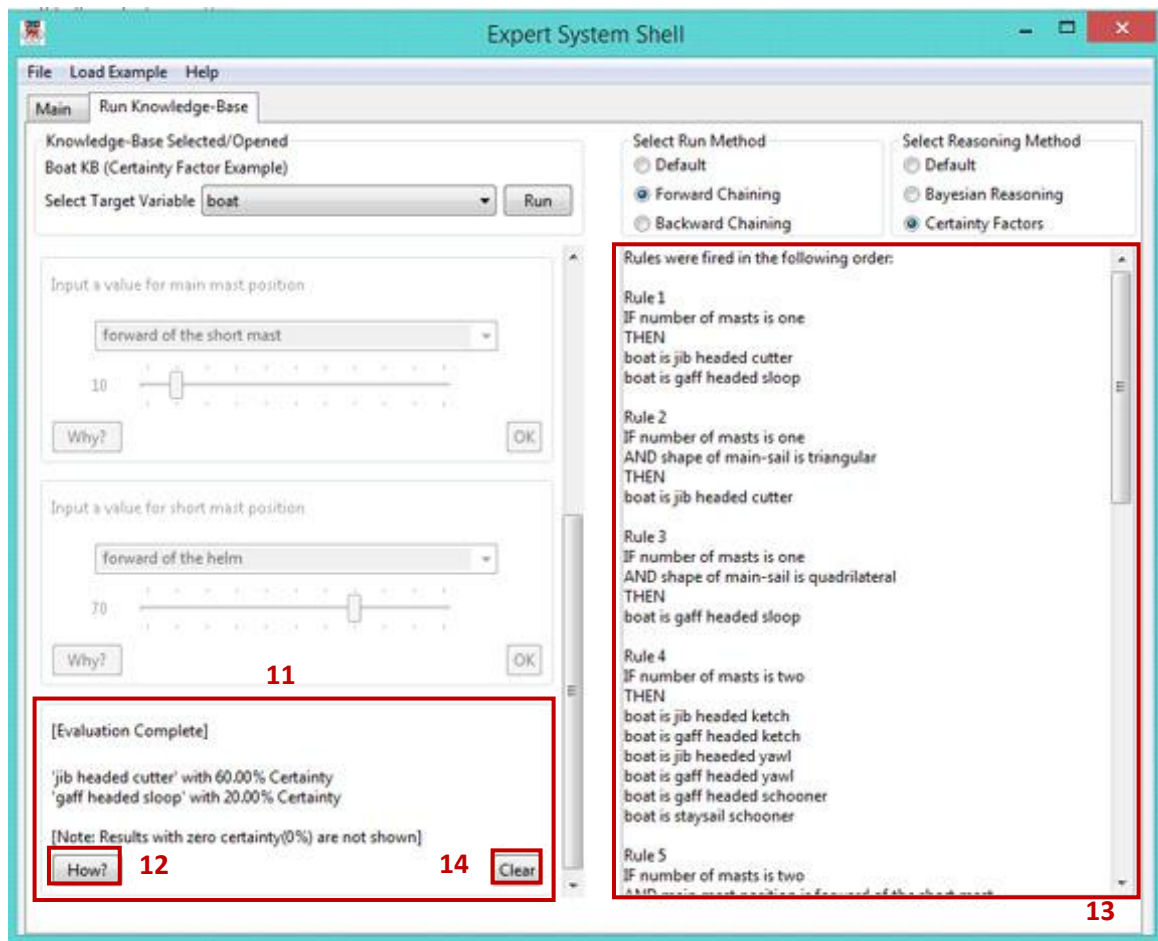 Expert System Shell
File Load Example Help
Main Run Knowledge-Base
Knowledge-Base Selected/Opened
Boat KB (Certainty Factor Example)
Select Target Variable boat Run
Select Run Method
Default
Forward Chaining
Backward Chaining
Select Reasoning Method
Default
Bayesian Reasoning
Certainty Factors
Input a value for main mast position
forward of the short mast
10
Why? OK
Input a value for short mast position
forward of the helm
70
Why? OK
11
[Evaluation Complete]
'jib headed cutter' with 60.00% Certainty
'gaff headed sloop' with 20.00% Certainty
[Note: Results with zero certainty(0%) are not shown]
How? 12 14 Clear
Rules were fired in the following order:
Rule 1
IF number of masts is one
THEN
boat is jib headed cutter
boat is gaff headed sloop
Rule 2
IF number of masts is one
AND shape of main-sail is triangular
THEN
boat is jib headed cutter
Rule 3
IF number of masts is one
AND shape of main-sail is quadrilateral
THEN
boat is gaff headed sloop
Rule 4
IF number of masts is two
THEN
boat is jib headed ketch
boat is gaff headed ketch
boat is jib heaeded yawl
boat is gaff headed yawl
boat is gaff headed schooner
boat is staysail schooner
Rule 5
IF number of masts is two
AND main mast position is forward of the short mast
13